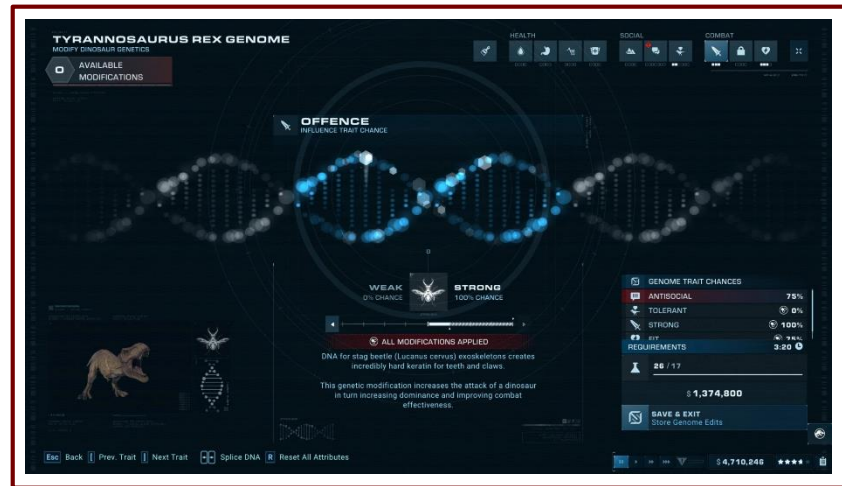 TYRANNOSAURUS REX GENOME
MODIFY DINOSAUR GENETICS
0 AVAILABLE
MODIFICATIONS
HEALTH
SOCIAL
COMBAT
OFFENCE
INFLUENCE TRAIT CHANCE
WEAK
0% CHANCE
STRONG
100% CHANCE
ALL MODIFICATIONS APPLIED
DNA for stag beetle (Lucanus cervus) exoskeletons creates
incredibly hard keratin for teeth and claws.
This genetic modification increases the attack of a dinosaur
in turn increasing dominance and improving combat
effectiveness.
GENOME TRAIT CHANCES
ANTISOCIAL 75%
TOLERANT 0%
STRONG 100%
FIT 75%
REQUIREMENTS 3:20
26 / 17
$ 1,374,800
SAVE & EXIT
Store Genome Edits
Esc Back [ Prev. Trait ] Next Trait Splice DNA R Reset All Attributes
$ 4,710,246